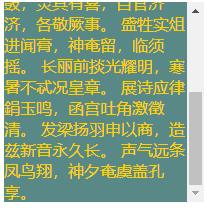 鼓，灵其有喜，百官济
济，各敬厥事。 盛牲实俎
进闻膏，神奄留，临须
摇。 长丽前掞光耀明，寒
暑不忒况皇章。 展诗应律
鋗玉鸣，函宫吐角激徵
清。 发梁扬羽申以商，造
兹新音永久长。 声气远条
凤鸟翔，神夕奄虞盖孔
享。